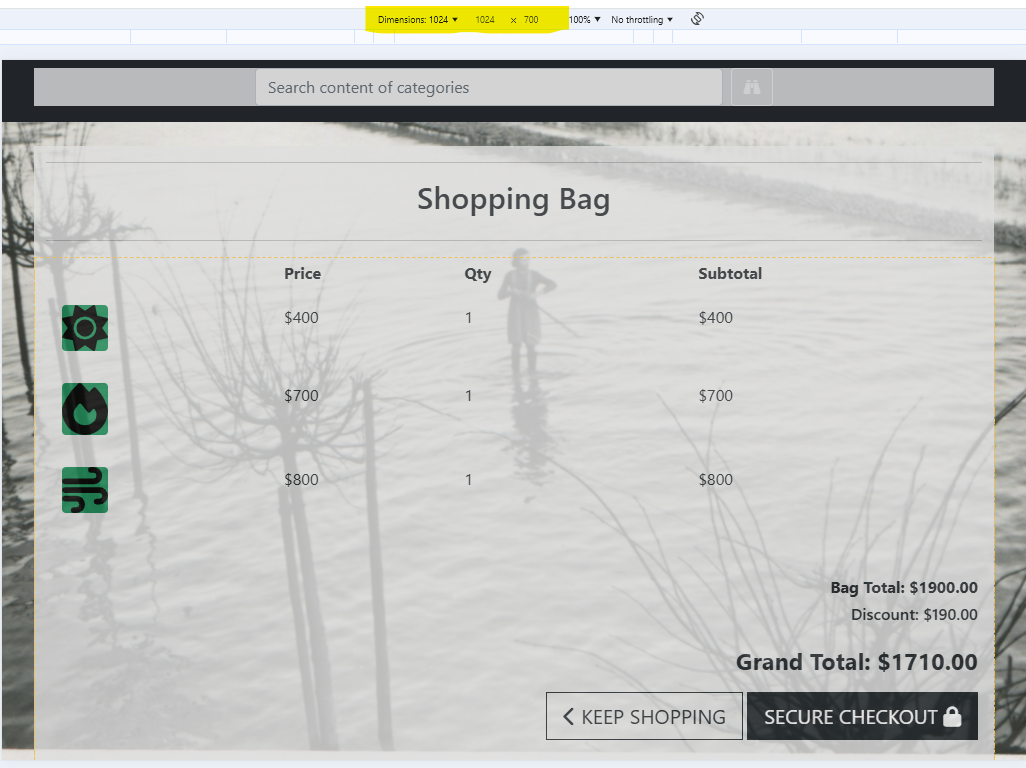 Dimensions: 1024 ▾ 1024 × 700 100% ▾ No throttling ▾
Search content of categories
Shopping Bag
Price Qty Subtotal
$400 1 $400
$700 1 $700
$800 1 $800
Bag Total: $1900.00
Discount: $190.00
Grand Total: $1710.00
KEEP SHOPPING SECURE CHECKOUT